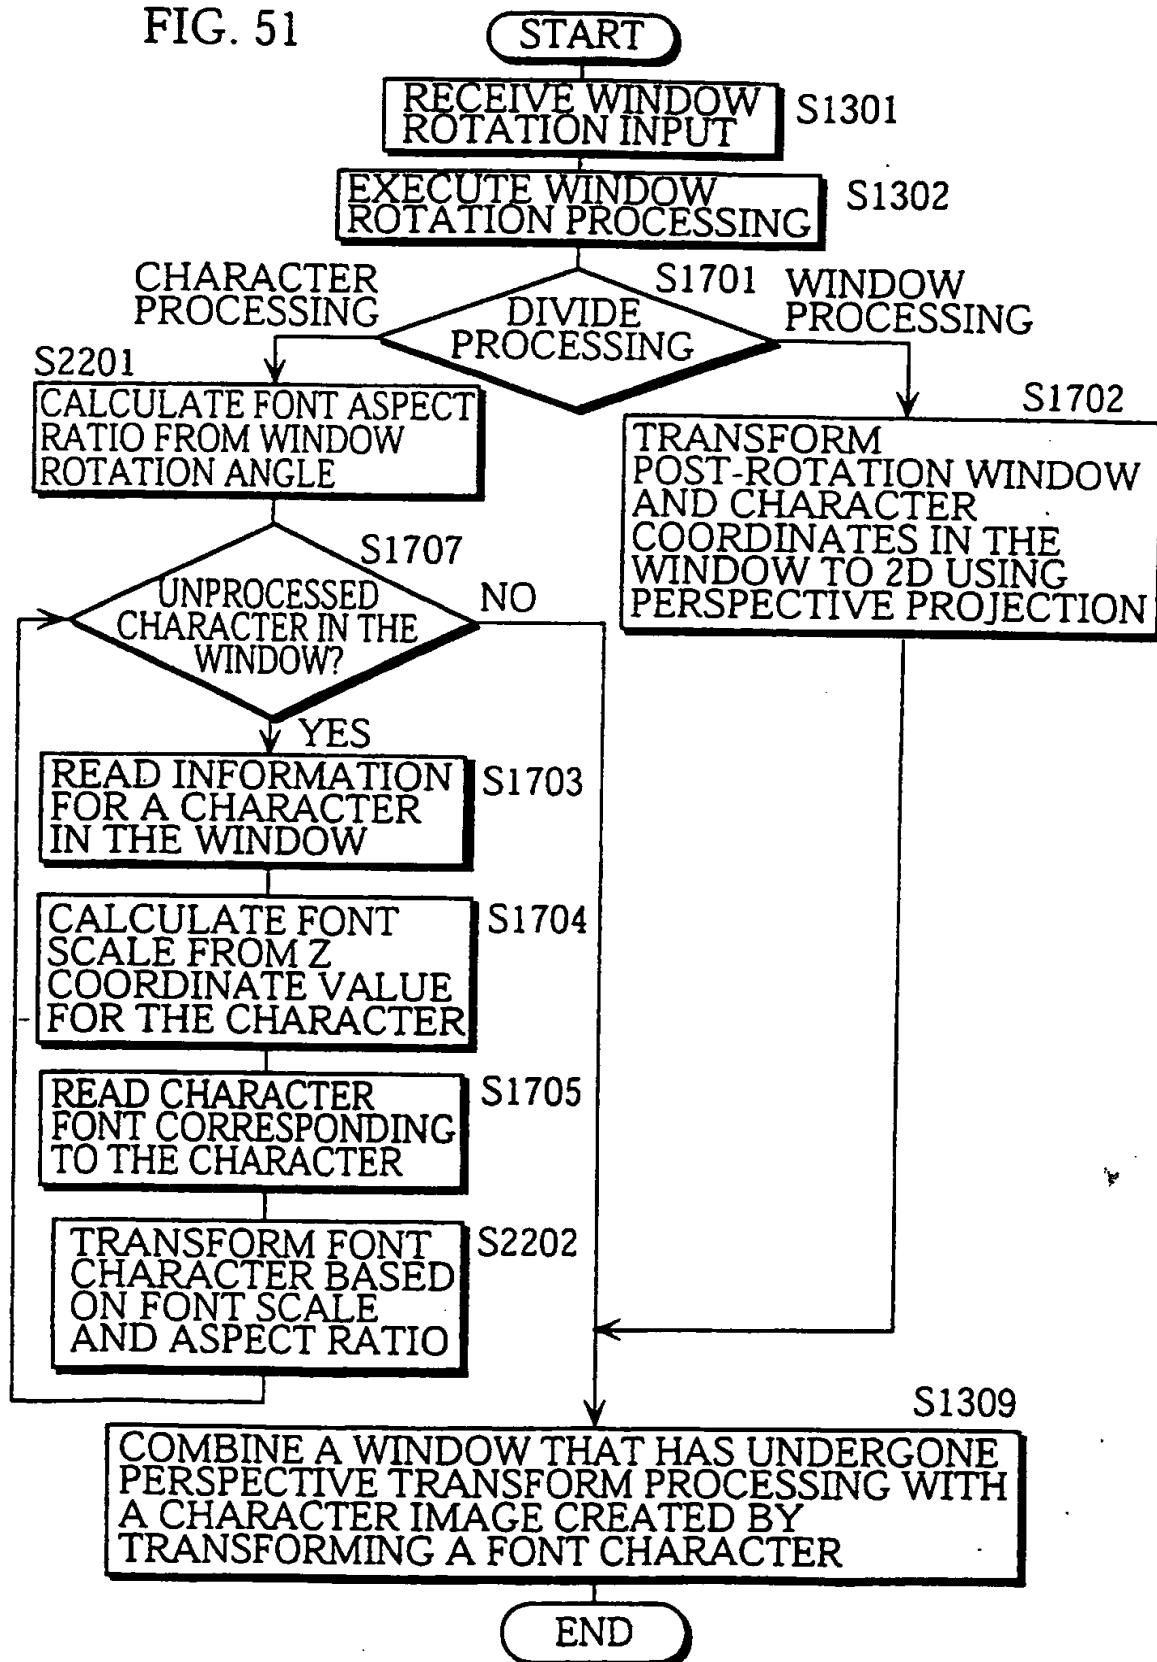 FIG. 51
START
RECEIVE WINDOW
ROTATION INPUT
S1301
EXECUTE WINDOW
ROTATION PROCESSING
S1302
CHARACTER
PROCESSING
S1701
DIVIDE
PROCESSING
WINDOW
PROCESSING
S2201
CALCULATE FONT ASPECT
RATIO FROM WINDOW
ROTATION ANGLE
S1702
TRANSFORM
POST-ROTATION WINDOW
AND CHARACTER
COORDINATES IN THE
WINDOW TO 2D USING
PERSPECTIVE PROJECTION
S1707
UNPROCESSED
CHARACTER IN THE
WINDOW?
NO
YES
READ INFORMATION
FOR A CHARACTER
IN THE WINDOW
S1703
CALCULATE FONT
SCALE FROM Z
COORDINATE VALUE
FOR THE CHARACTER
S1704
READ CHARACTER
FONT CORRESPONDING
TO THE CHARACTER
S1705
TRANSFORM FONT
CHARACTER BASED
ON FONT SCALE
AND ASPECT RATIO
S2202
S1309
COMBINE A WINDOW THAT HAS UNDERGONE
PERSPECTIVE TRANSFORM PROCESSING WITH
A CHARACTER IMAGE CREATED BY
TRANSFORMING A FONT CHARACTER
END